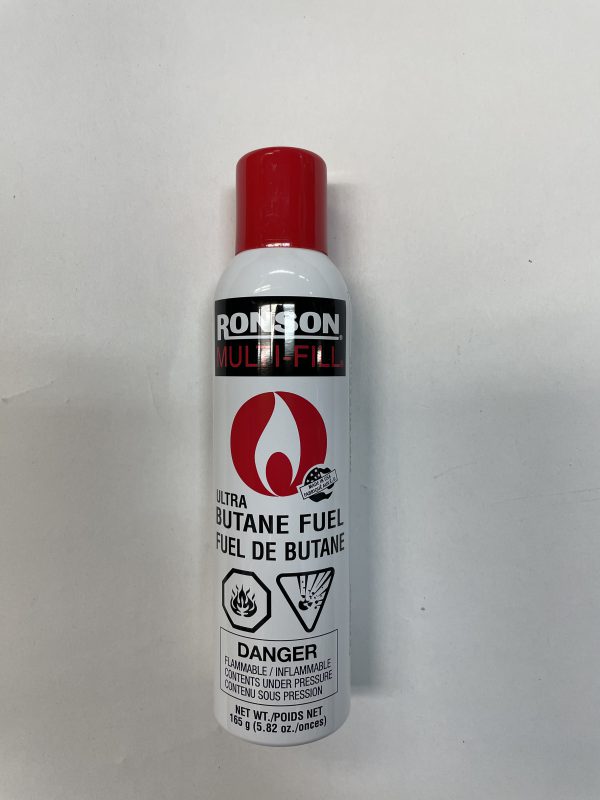 RONSON
MULTI-FILL
ULTRA
BUTANE FUEL
FUEL DE BUTANE
DANGER
FLAMMABLE / INFLAMMABLE
CONTENTS UNDER PRESSURE
CONTENU SOUS PRESSION
NET WT./POIDS NET
165 g (5.82 oz./onces)